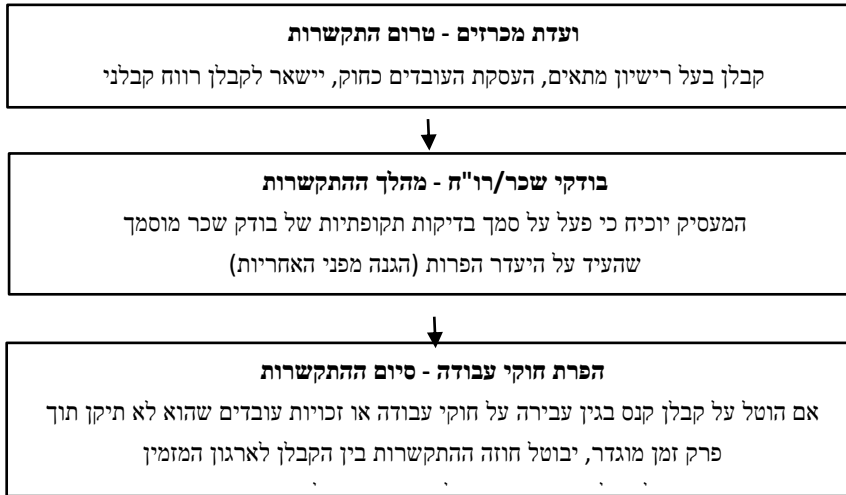 ועדת מכרזים - טרום התקשרות
קבלן בעל רישיון מתאים, העסקת העובדים כחוק, יישאר לקבלן רווח קבלני
בודקי שכר/רו"ח - מהלך ההתקשרות
המעסיק יוכיח כי פעל על סמך בדיקות תקופתיות של בודק שכר מוסמך
שהעיד על היעדר הפרות (הגנה מפני האחריות)
הפרת חוקי עבודה - סיום ההתקשרות
אם הוטל על קבלן קנס בגין עבירה על חוקי עבודה או זכויות עובדים שהוא לא תיקן תוך
פרק זמן מוגדר, יבוטל חוזה ההתקשרות בין הקבלן לארגון המזמין